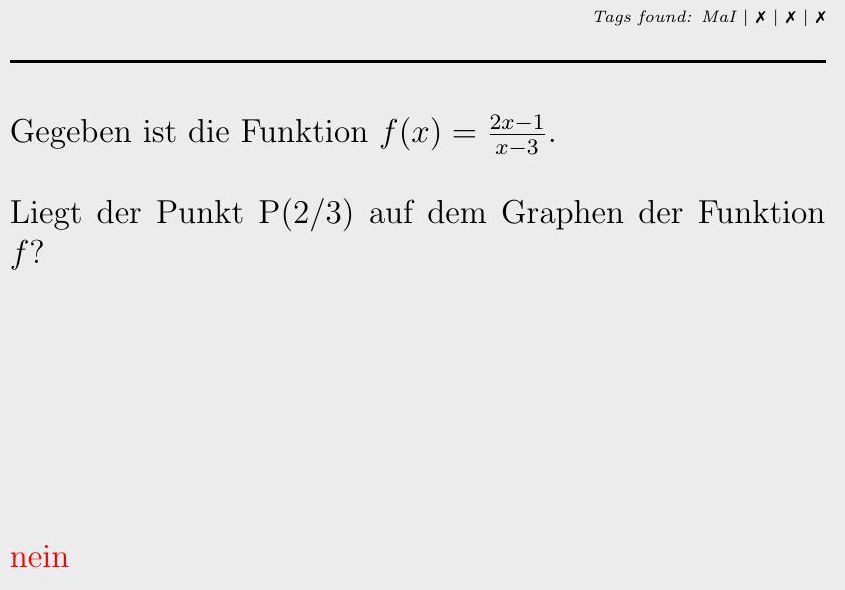 Tags found: MaI | ✗ | ✗ | ✗
Gegeben ist die Funktion f(x) = \frac{2x−1}{x−3}.
Liegt der Punkt P(2/3) auf dem Graphen der Funktion
f?
nein